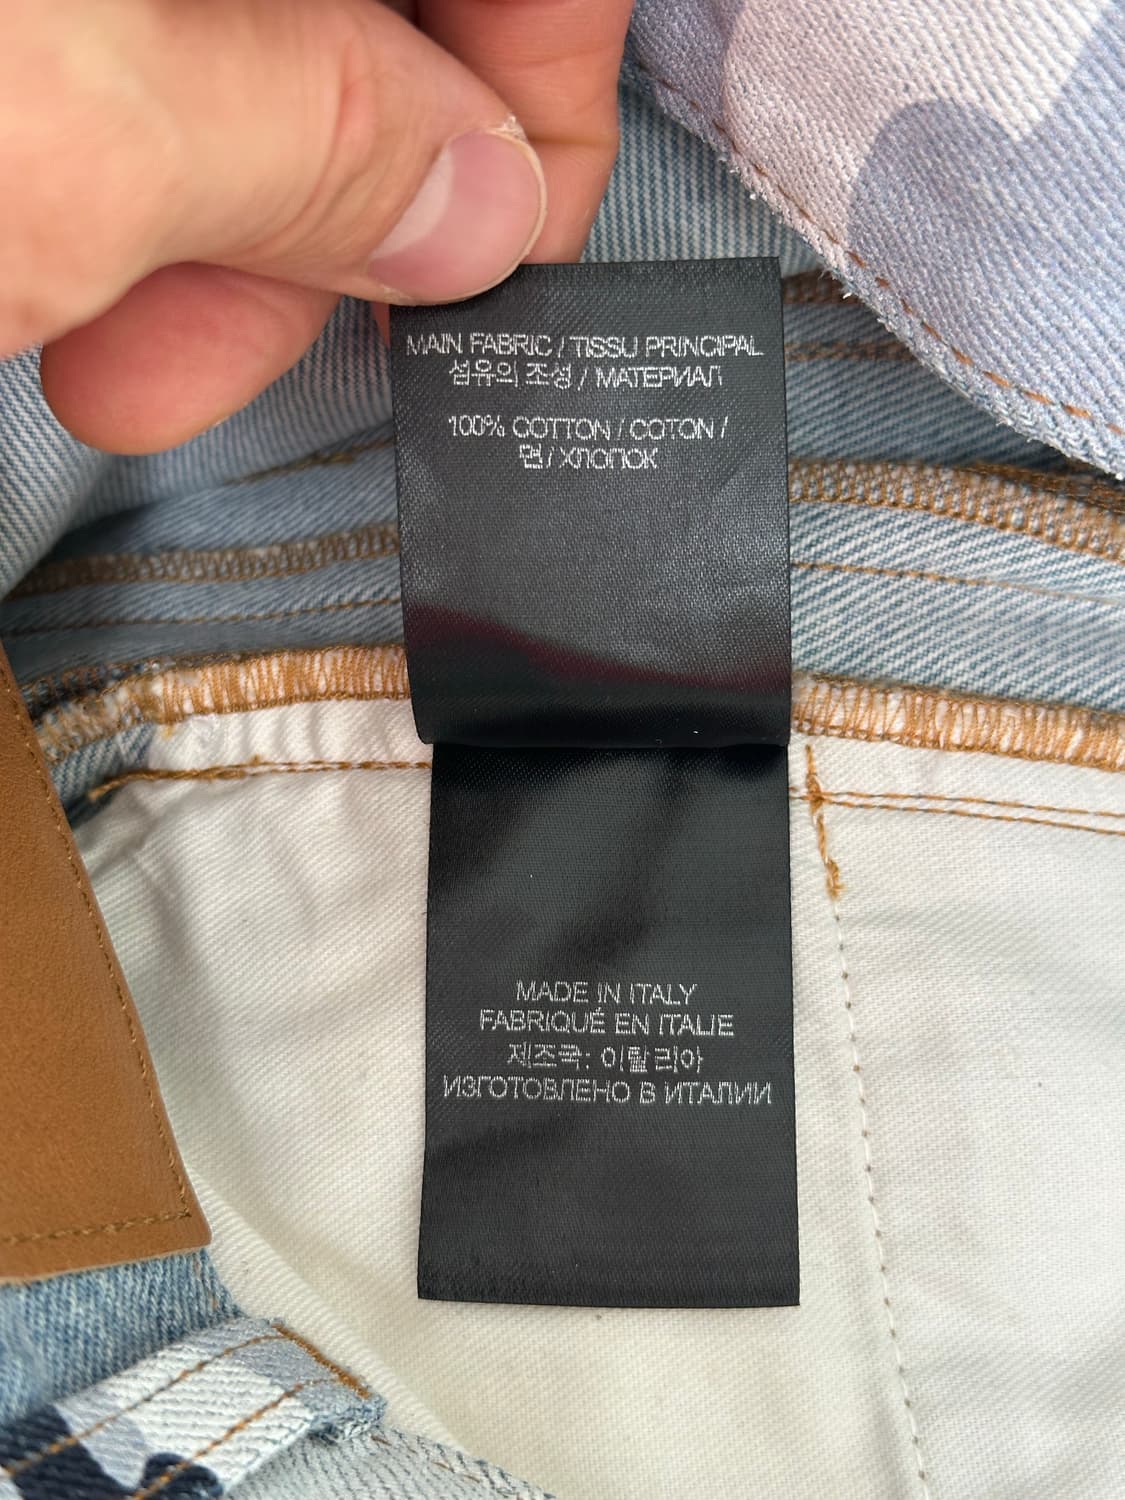 MAIN FABRIC / TISSU PRINCIPAL
섬유의 조성 / МАТЕРИАЛ
100% COTTON / COTON /
면 / ХЛОПОК
MADE IN ITALY
FABRIQUÉ EN ITALIE
제조국: 이탈리아
ИЗГОТОВЛЕНО В ИТАЛИИ